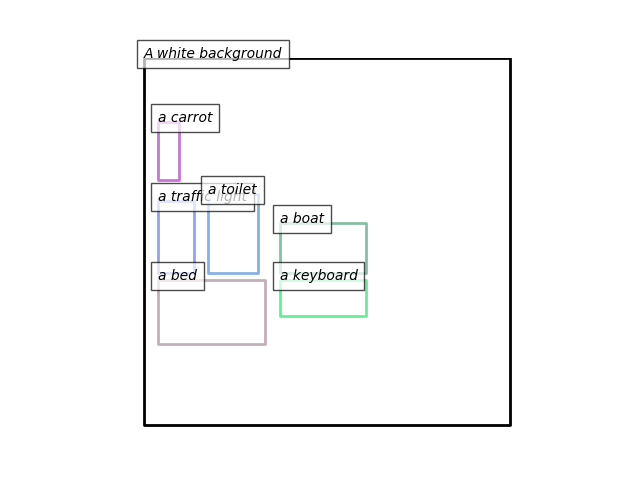 A white background
a carrot
a traffic light
a toilet
a boat
a bed
a keyboard